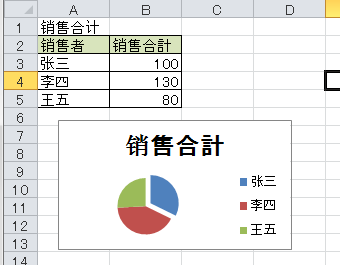 A B C D E
1 销售合计
2 销售者 销售合計
3 张三 100
4 李四 130
5 王五 80
6
7
8
9
10
11
12
13
销售合計
张三
李四
王五